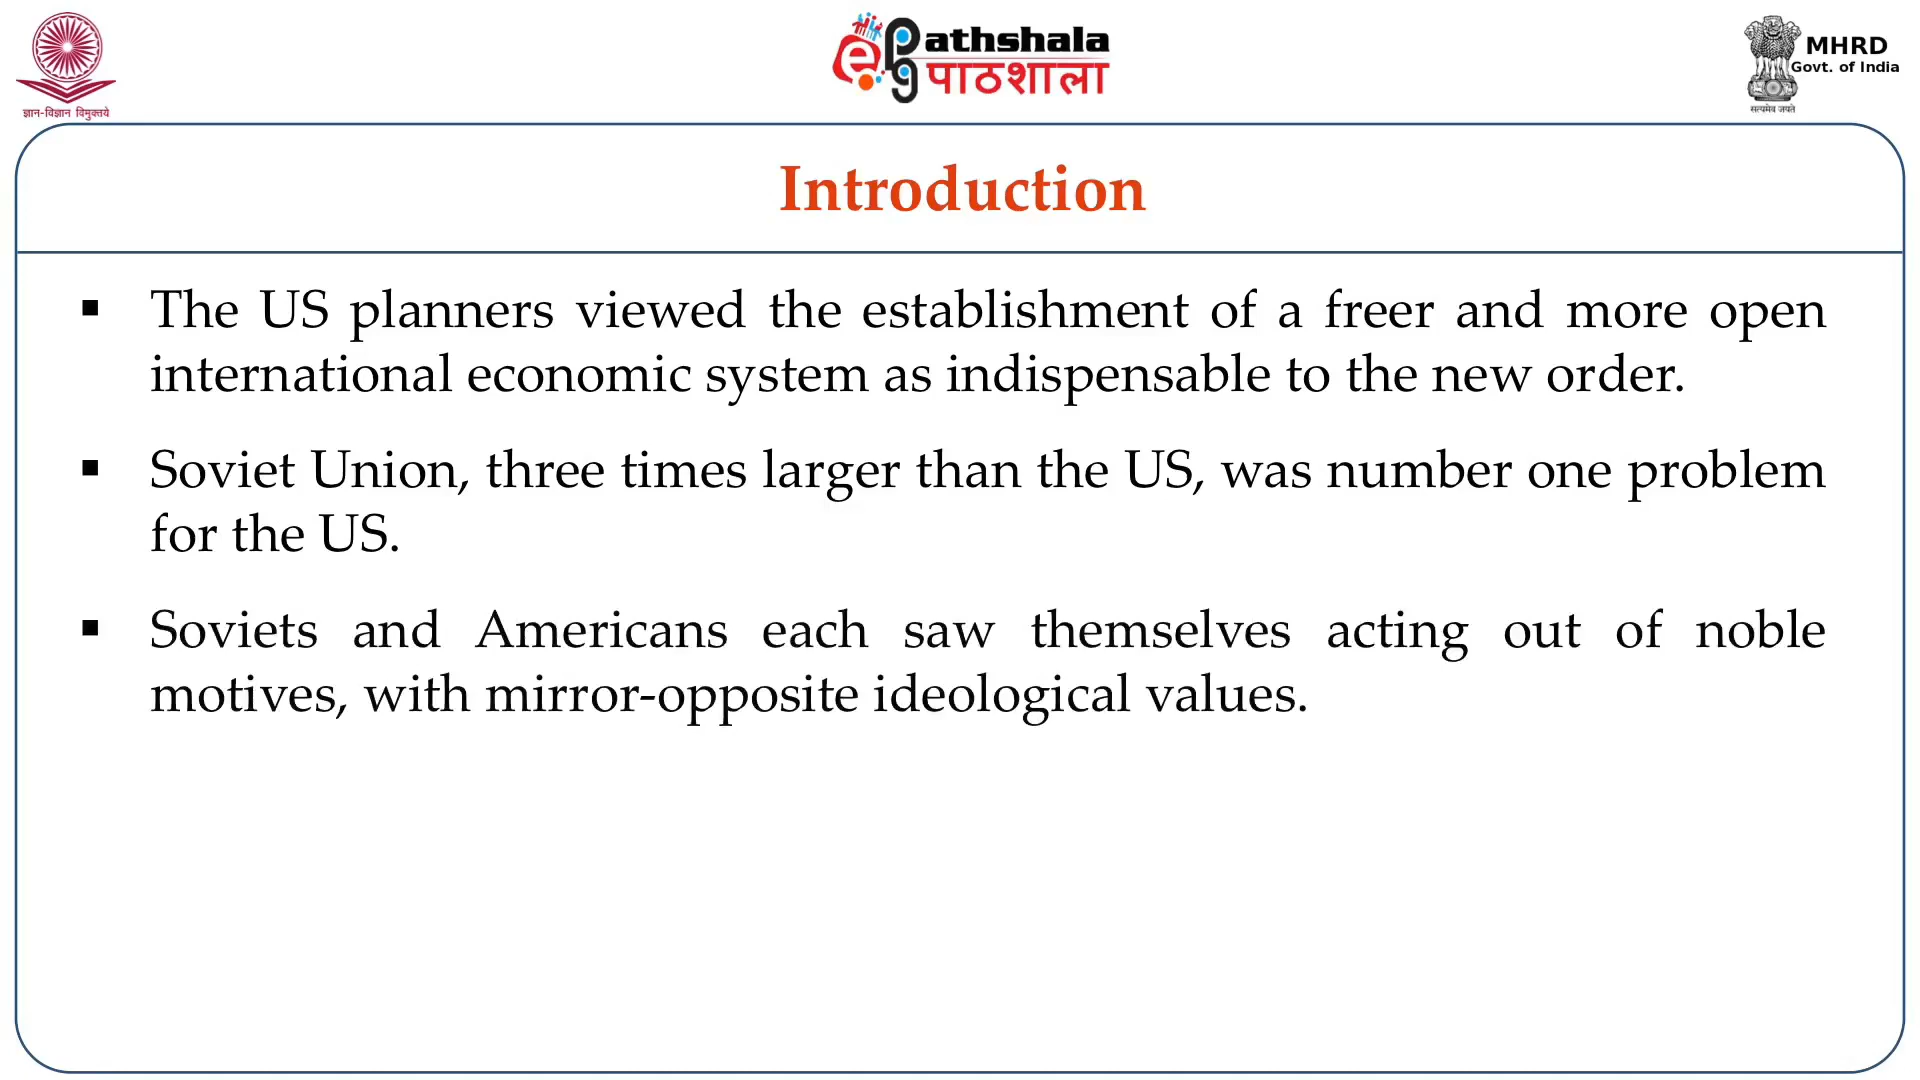 ज्ञान-विज्ञान विमुक्तये
e pg Pathshala
पाठशाला
MHRD
Govt. of India
सत्यमेव जयते
Introduction
▪ The US planners viewed the establishment of a freer and more open
international economic system as indispensable to the new order.
▪ Soviet Union, three times larger than the US, was number one problem
for the US.
▪ Soviets and Americans each saw themselves acting out of noble
motives, with mirror-opposite ideological values.